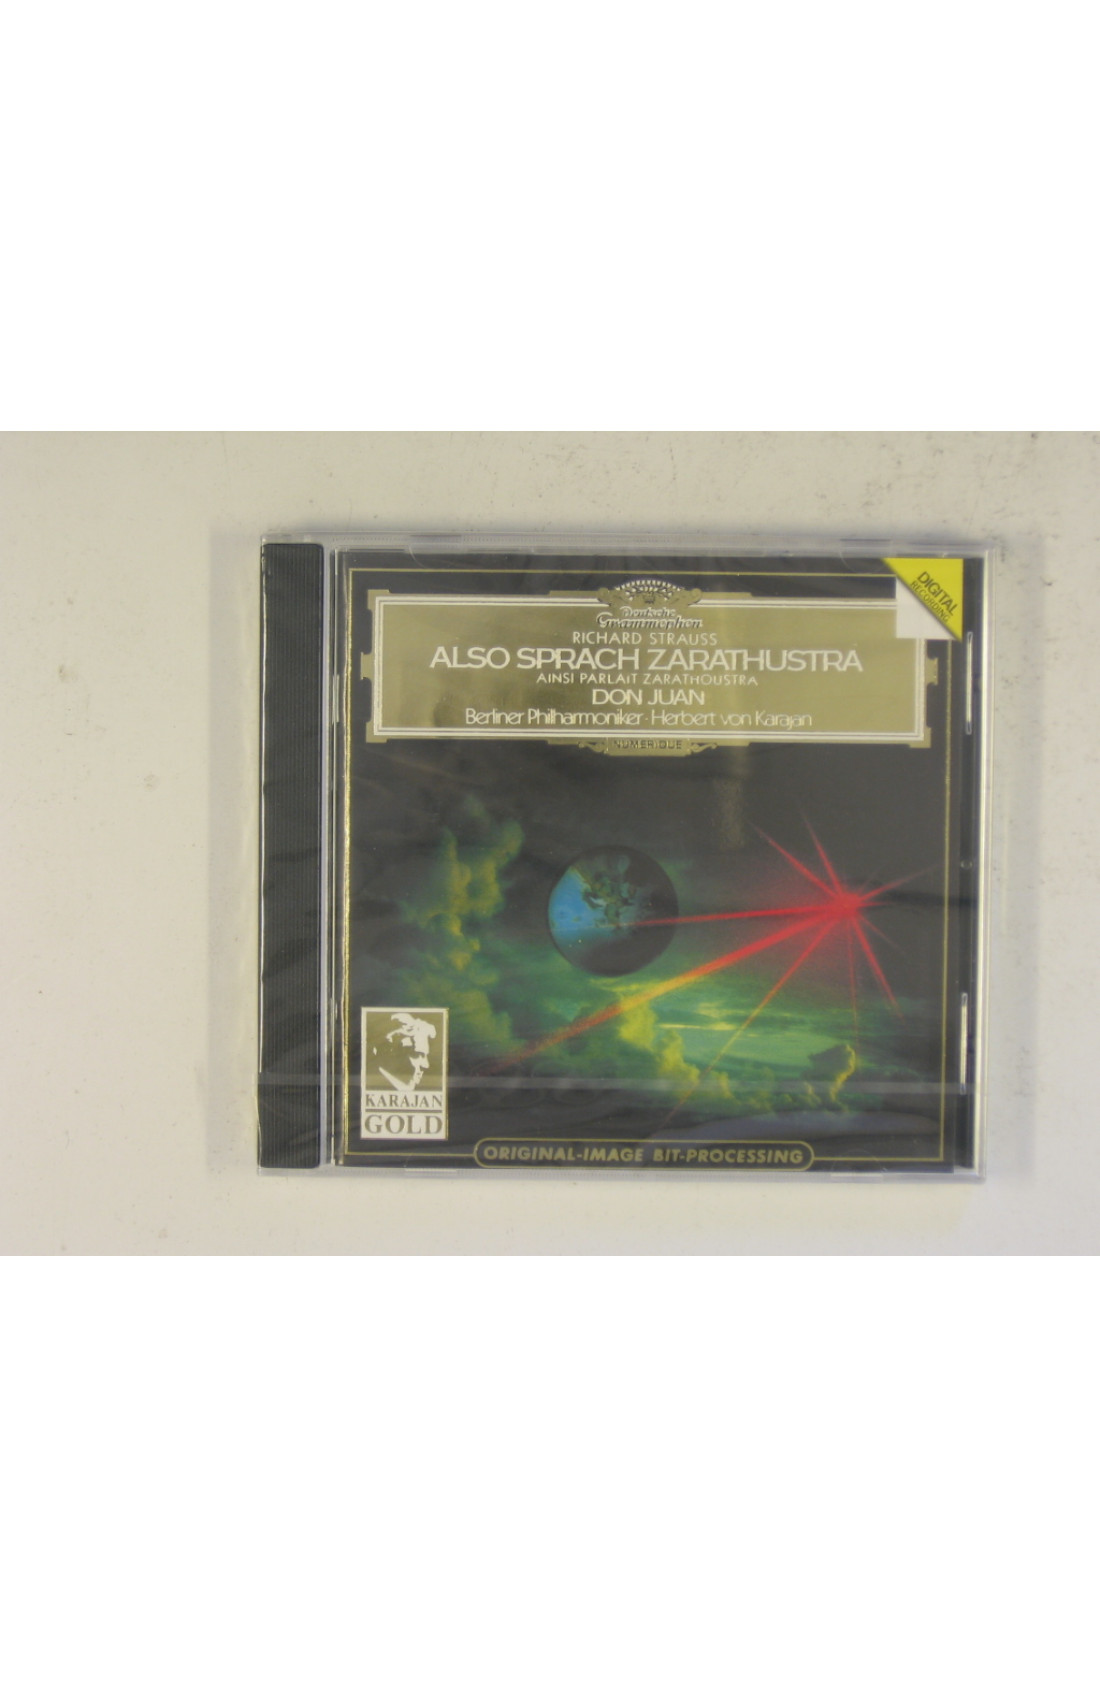 DIGITAL
RECORDING
Deutsche
Grammophon
RICHARD STRAUSS
ALSO SPRACH ZARATHUSTRA
AINSI PARLAIT ZARATHOUSTRA
DON JUAN
Berliner Philharmoniker · Herbert von Karajan
NUMERIQUE
KARAJAN
GOLD
ORIGINAL-IMAGE BIT-PROCESSING